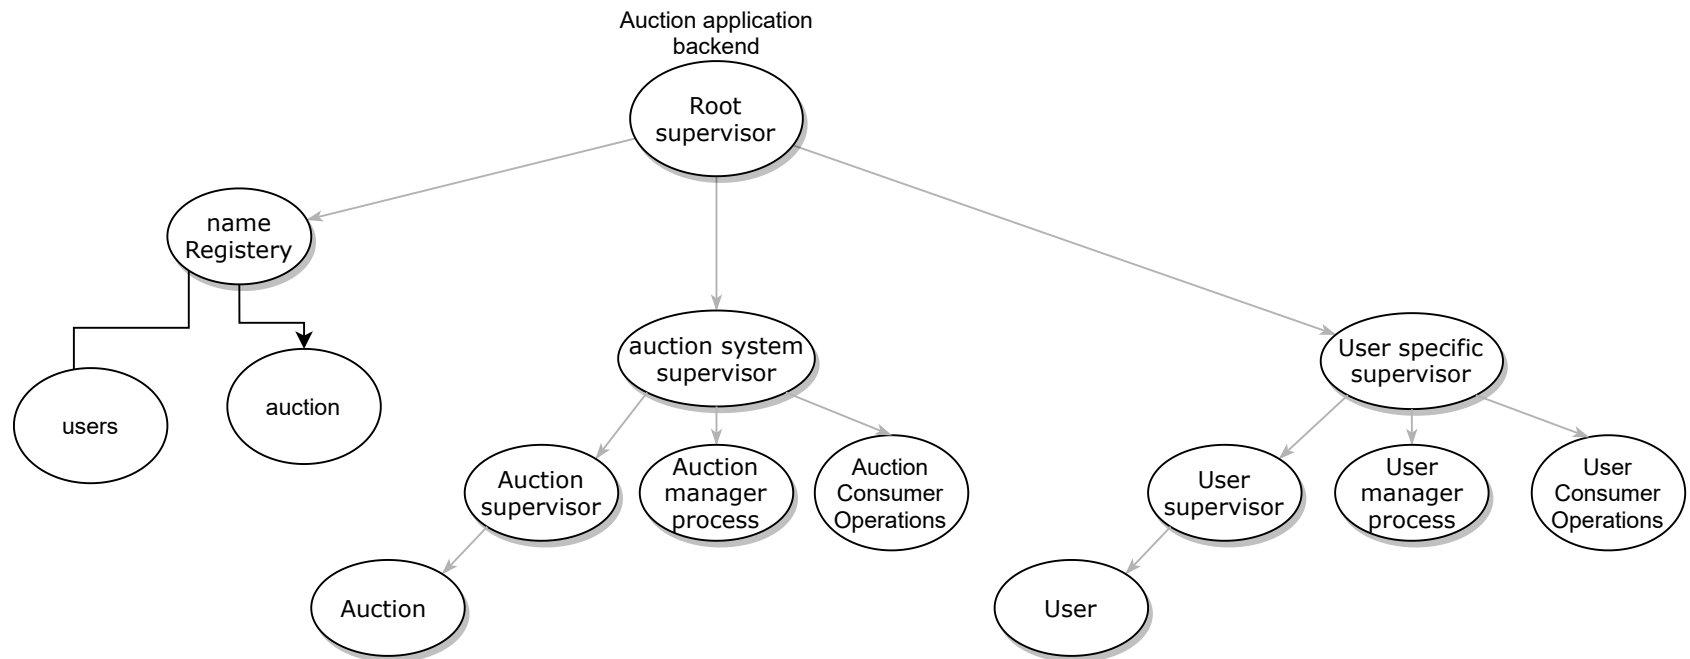 Auction application
backend
Root
supervisor
name
Registery
users
auction
auction system
supervisor
User specific
supervisor
Auction
supervisor
Auction
manager
process
Auction
Consumer
Operations
User
supervisor
User
manager
process
User
Consumer
Operations
Auction
User